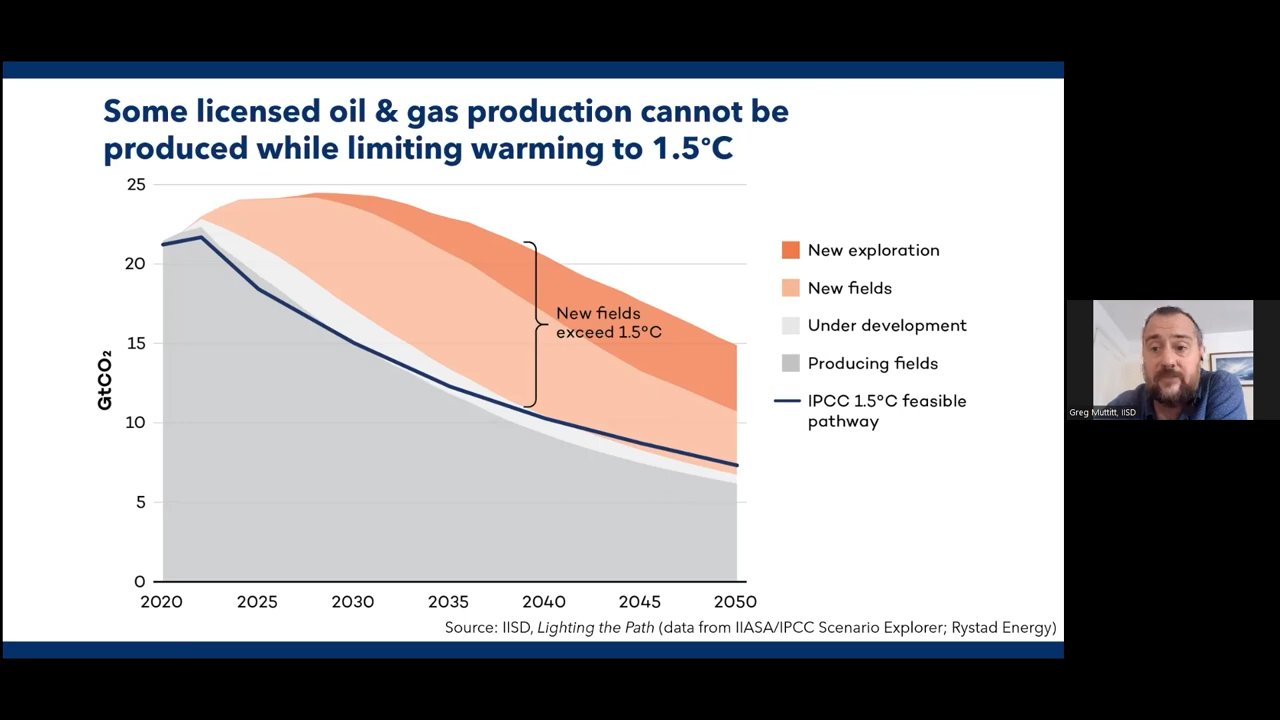 Some licensed oil & gas production cannot be
produced while limiting warming to 1.5°C
25
20
15
10
5
0
GtCO₂
2020
2025
2030
2035
2040
2045
2050
New fields
exceed 1.5°C
New exploration
New fields
Under development
Producing fields
IPCC 1.5°C feasible
pathway
Source: IISD, Lighting the Path (data from IIASA/IPCC Scenario Explorer; Rystad Energy)
Greg Muttitt, IISD